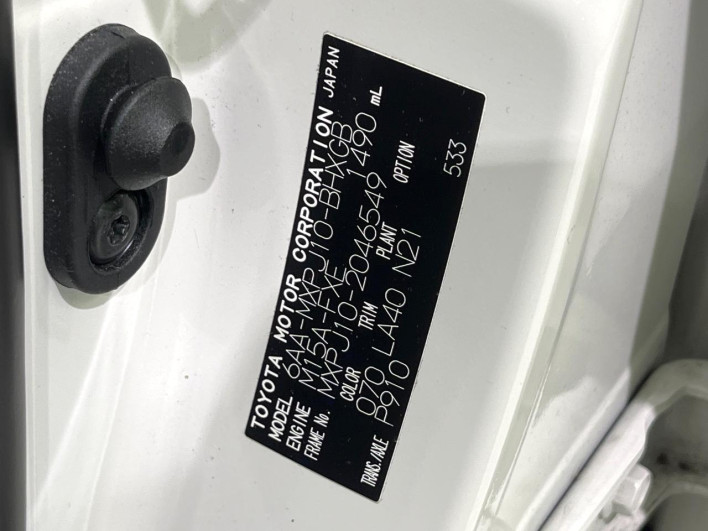 TOYOTA MOTOR CORPORATION JAPAN
MODEL 6AA-MXPJ10-BHXGB
ENGINE M15A-FXE 1490 mL
FRAME No. MXPJ10-2046549
COLOR TRIM PLANT OPTION
070 LA40 N21
TRANS./AXLE P910 533